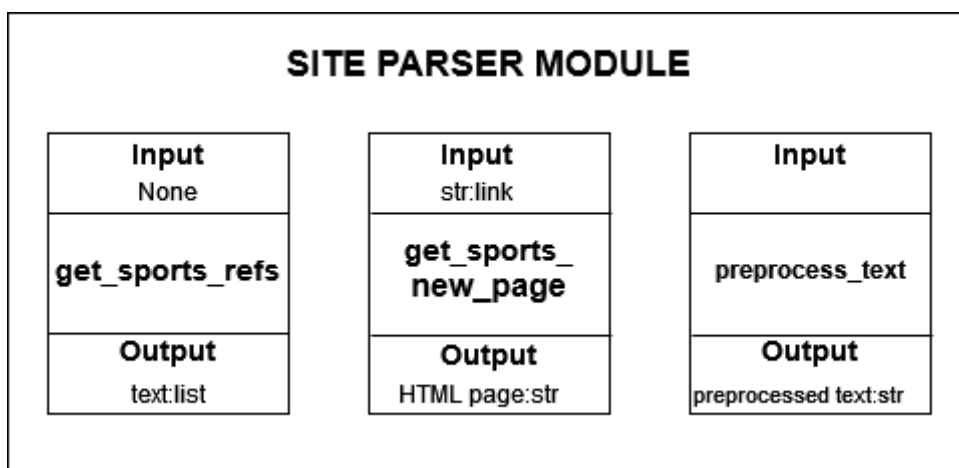 SITE PARSER MODULE
Input
None
get_sports_refs
Output
text:list
Input
str:link
get_sports_
new_page
Output
HTML page:str
Input
preprocess_text
Output
preprocessed text:str